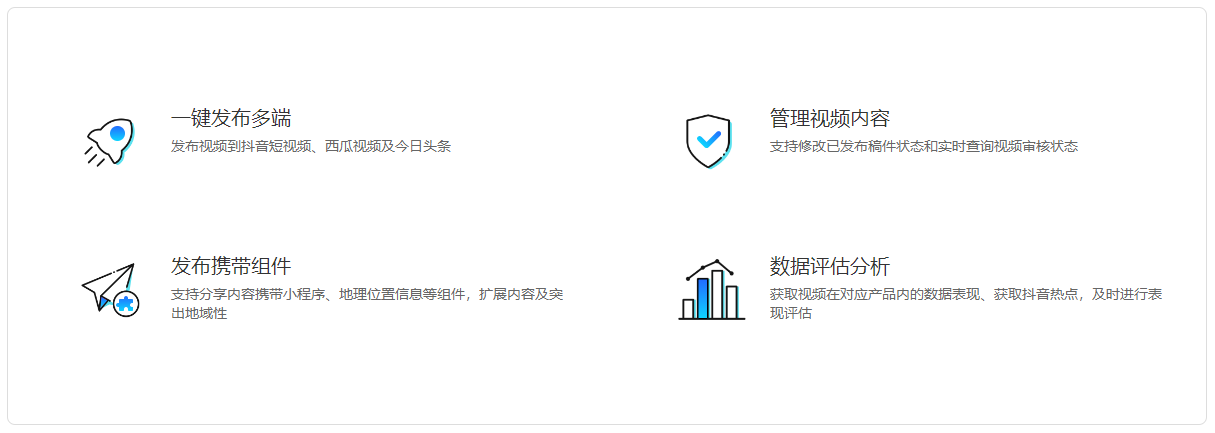 一键发布多端
发布视频到抖音短视频、西瓜视频及今日头条
管理视频内容
支持修改已发布稿件状态和实时查询视频审核状态
发布携带组件
支持分享内容携带小程序、地理位置信息等组件，扩展内容及突
出地域性
数据评估分析
获取视频在对应产品内的数据表现、获取抖音热点，及时进行表
现评估